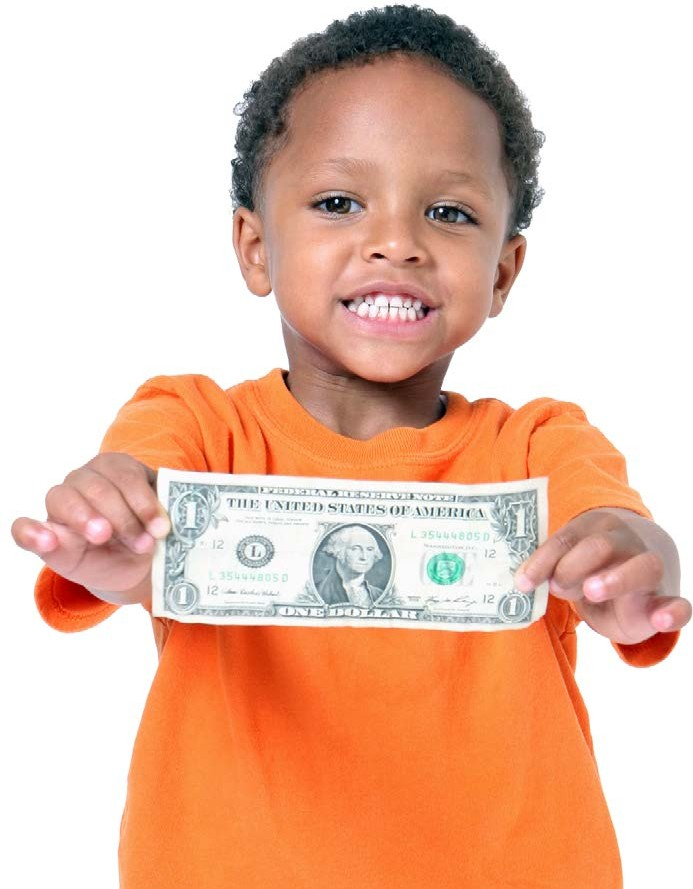 FEDERAL RESERVE NOTE
THE UNITED STATES OF AMERICA
1 1
L 35444805 D
12 L 12
WASHINGTON, D.C.
L 35444805 D
12 12
1 ONE DOLLAR 1